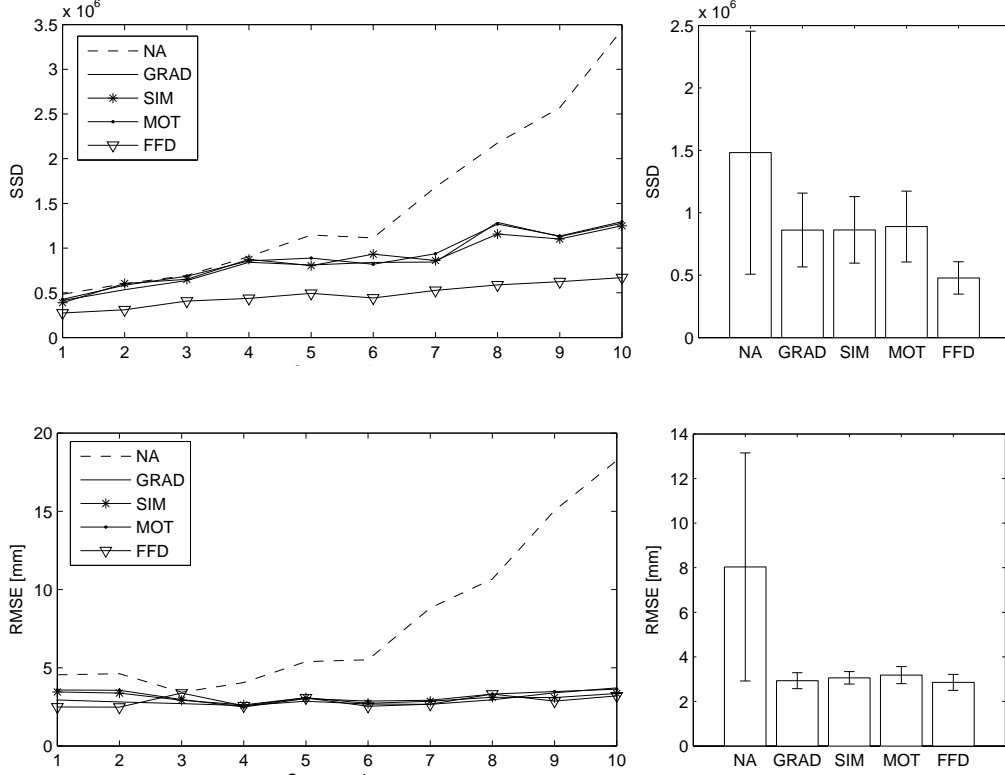 x 10⁶
3.5
3
2.5
2
1.5
1
0.5
0
SSD
NA
GRAD
SIM
MOT
FFD
1 2 3 4 5 6 7 8 9 10
x 10⁶
2.5
2
1.5
1
0.5
0
SSD
NA GRAD SIM MOT FFD
20
15
10
5
0
RMSE [mm]
NA
GRAD
SIM
MOT
FFD
1 2 3 4 5 6 7 8 9 10
14
12
10
8
6
4
2
0
RMSE [mm]
NA GRAD SIM MOT FFD